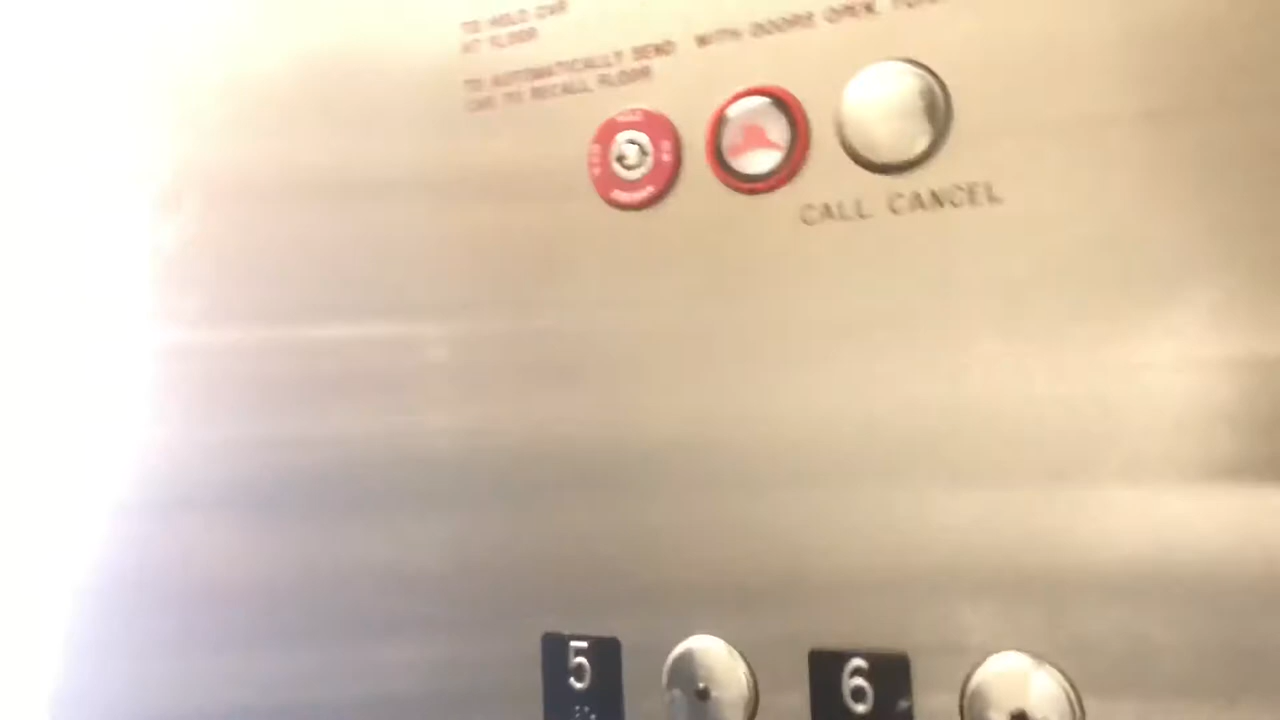 TO HOLD CAR
AT FLOOR
TO AUTOMATICALLY SEND
CAR TO RECALL FLOOR
WITH DOORS OPEN,
HOLD
CALL CANCEL
5
6